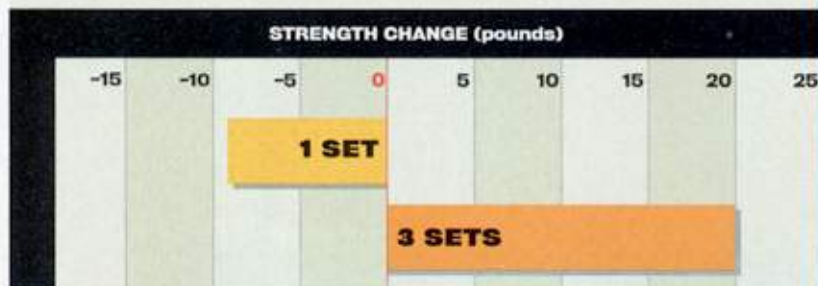 STRENGTH CHANGE (pounds)
–15 –10 –5 0 5 10 15 20 25
1 SET
3 SETS